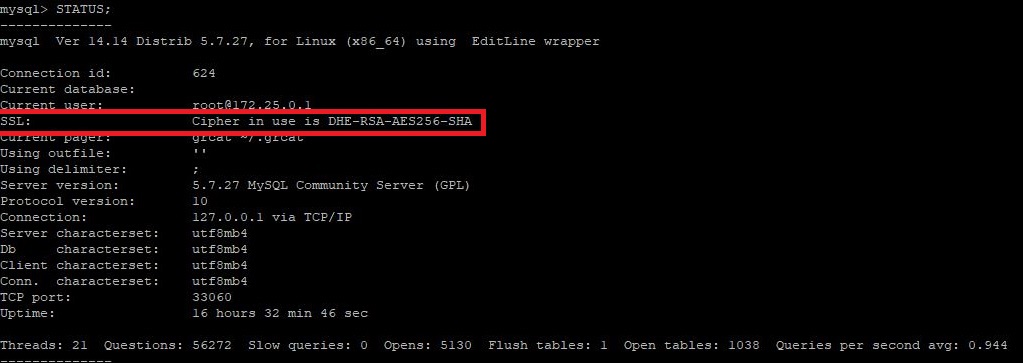 mysql> STATUS;
--------------
mysql  Ver 14.14 Distrib 5.7.27, for Linux (x86_64) using  EditLine wrapper
Connection id:          624
Current database:
Current user:           root@172.25.0.1
SSL:                    Cipher in use is DHE-RSA-AES256-SHA
Current pager:          grcat ~/.grcat
Using outfile:          ''
Using delimiter:        ;
Server version:         5.7.27 MySQL Community Server (GPL)
Protocol version:       10
Connection:             127.0.0.1 via TCP/IP
Server characterset:    utf8mb4
Db     characterset:    utf8mb4
Client characterset:    utf8mb4
Conn.  characterset:    utf8mb4
TCP port:               33060
Uptime:                 16 hours 32 min 46 sec
Threads: 21  Questions: 56272  Slow queries: 0  Opens: 5130  Flush tables: 1  Open tables: 1038  Queries per second avg: 0.944
--------------